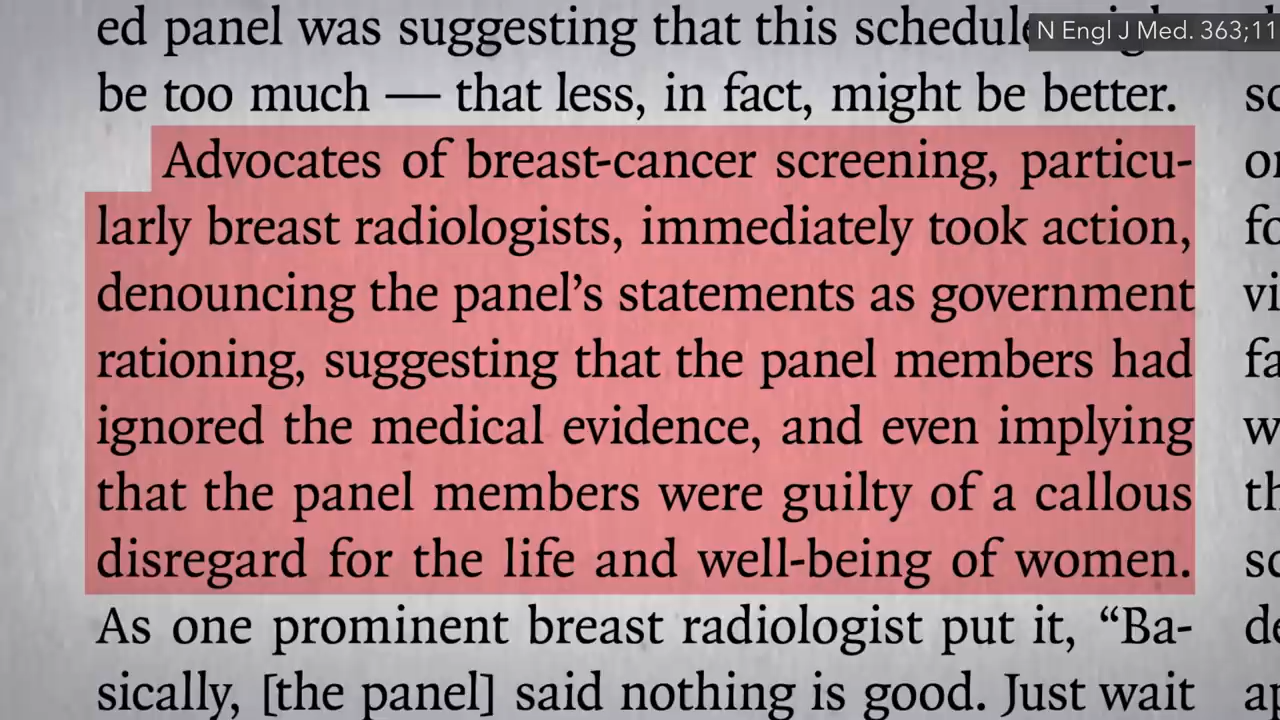 N Engl J Med. 363;11
ed panel was suggesting that this schedule
be too much — that less, in fact, might be better.
Advocates of breast-cancer screening, particu-
larly breast radiologists, immediately took action,
denouncing the panel’s statements as government
rationing, suggesting that the panel members had
ignored the medical evidence, and even implying
that the panel members were guilty of a callous
disregard for the life and well-being of women.
As one prominent breast radiologist put it, “Ba-
sically, [the panel] said nothing is good. Just wait